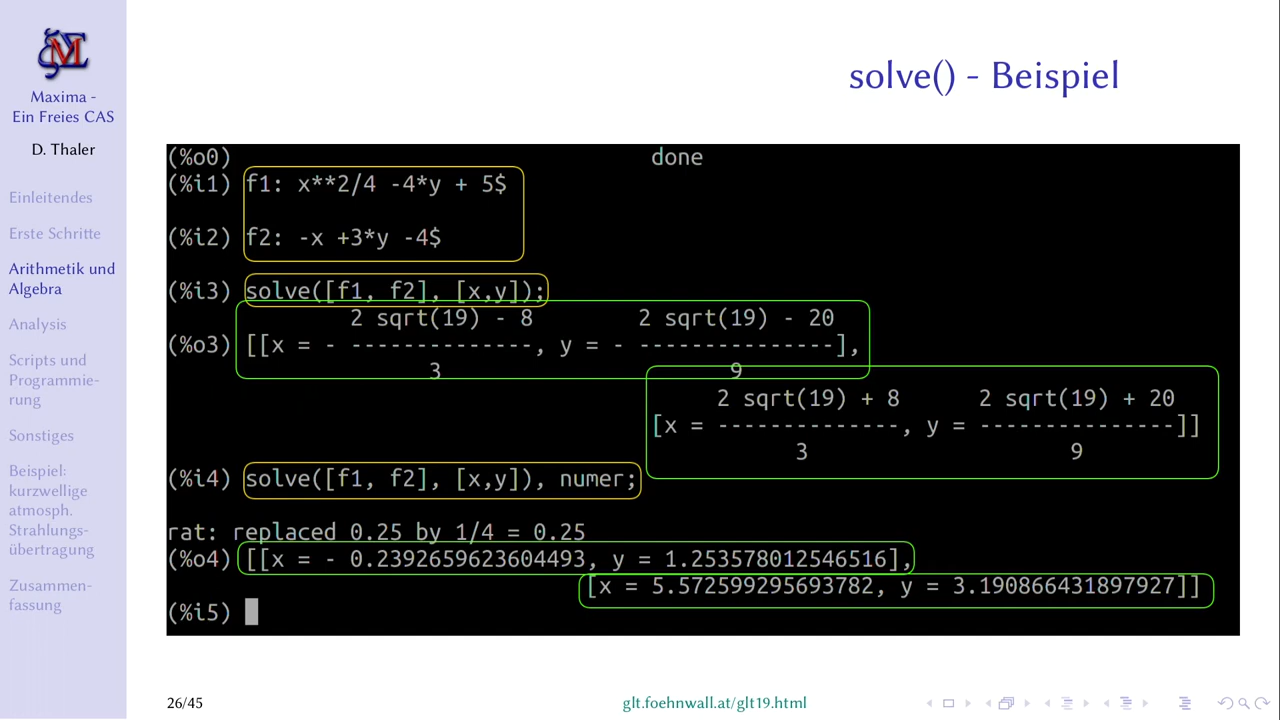 Maxima -
Ein Freies CAS
D. Thaler
Einleitendes
Erste Schritte
Arithmetik und
Algebra
Analysis
Scripts und
Programmie-
rung
Sonstiges
Beispiel:
kurzwellige
atmosph.
Strahlungs-
übertragung
Zusammen-
fassung
solve() - Beispiel
(%o0) done
(%i1) f1: x**2/4 -4*y + 5$
(%i2) f2: -x +3*y -4$
(%i3) solve([f1, f2], [x,y]);
2 sqrt(19) - 8 2 sqrt(19) - 20
(%o3) [[x = - --------------, y = - ---------------],
3 9
2 sqrt(19) + 8 2 sqrt(19) + 20
[x = --------------, y = ---------------]]
3 9
(%i4) solve([f1, f2], [x,y]), numer;
rat: replaced 0.25 by 1/4 = 0.25
(%o4) [[x = - 0.2392659623604493, y = 1.253578012546516],
[x = 5.572599295693782, y = 3.190866431897927]]
(%i5)
26/45
glt.foehnwall.at/glt19.html